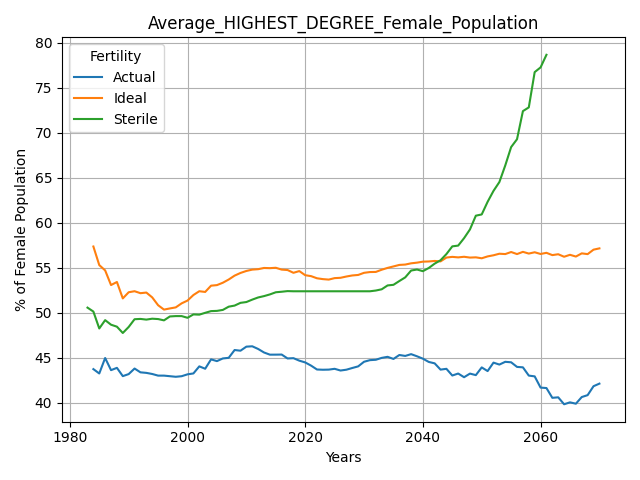 Average_HIGHEST_DEGREE_Female_Population
% of Female Population
80
75
70
65
60
55
50
45
40
Fertility
Actual
Ideal
Sterile
1980
2000
2020
2040
2060
Years